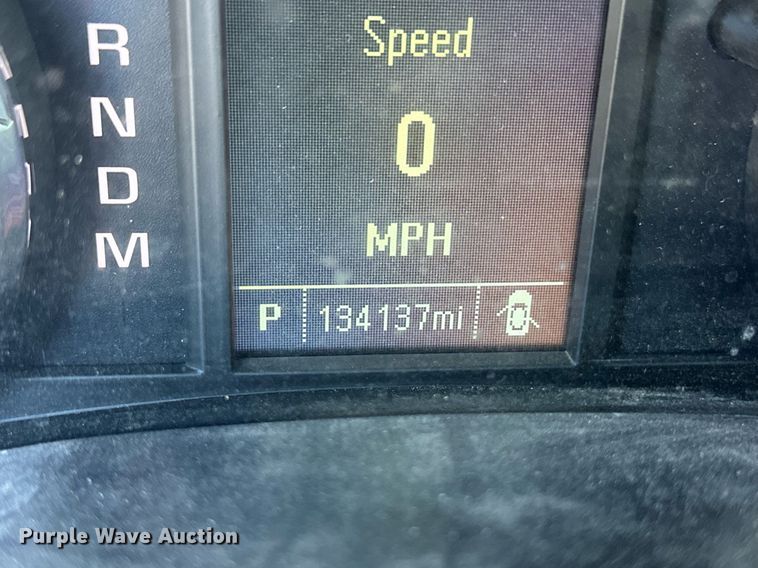 R
N
D
M
Speed
0
MPH
P 134137mi
Purple Wave Auction